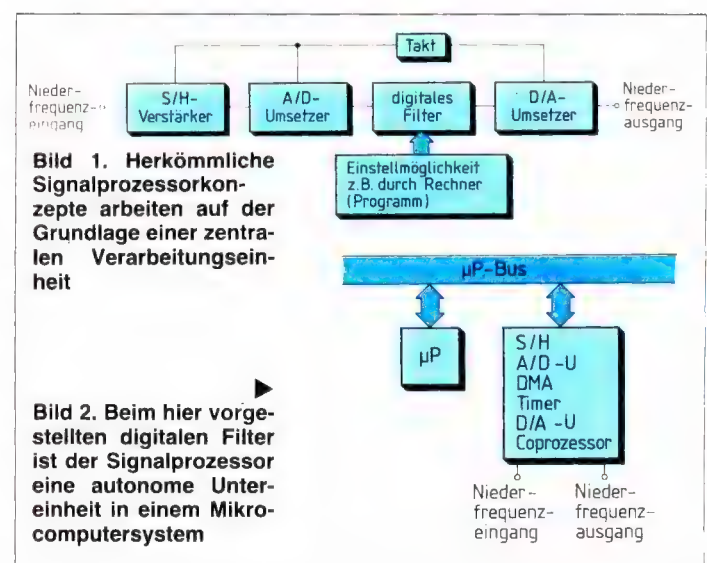 Takt
Nieder-
frequenz-
eingang
S/H-
Verstärker
A/D-
Umsetzer
digitales
Filter
D/A-
Umsetzer
Nieder-
frequenz-
ausgang
Einstellmöglichkeit
z.B. durch Rechner
(Programm)
Bild 1. Herkömmliche
Signalprozessorkon-
zepte arbeiten auf der
Grundlage einer zentra-
len Verarbeitungsein-
heit
µP-Bus
µP
S/H
A/D-U
DMA
Timer
D/A-U
Coprozessor
Nieder-
frequenz-
eingang
Nieder-
frequenz-
ausgang
Bild 2. Beim hier vorge-
stellten digitalen Filter
ist der Signalprozessor
eine autonome Unter-
einheit in einem Mikro-
computersystem